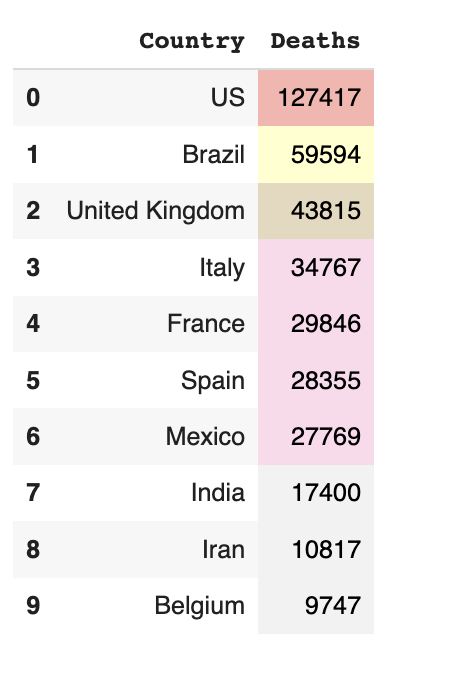 Country Deaths
0 US 127417
1 Brazil 59594
2 United Kingdom 43815
3 Italy 34767
4 France 29846
5 Spain 28355
6 Mexico 27769
7 India 17400
8 Iran 10817
9 Belgium 9747